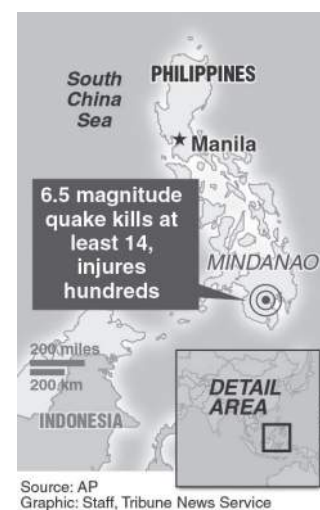 South
China
Sea
PHILIPPINES
Manila
6.5 magnitude
quake kills at
least 14,
injures
hundreds
MINDANAO
200 miles
200 km
INDONESIA
DETAIL
AREA
Source: AP
Graphic: Staff, Tribune News Service